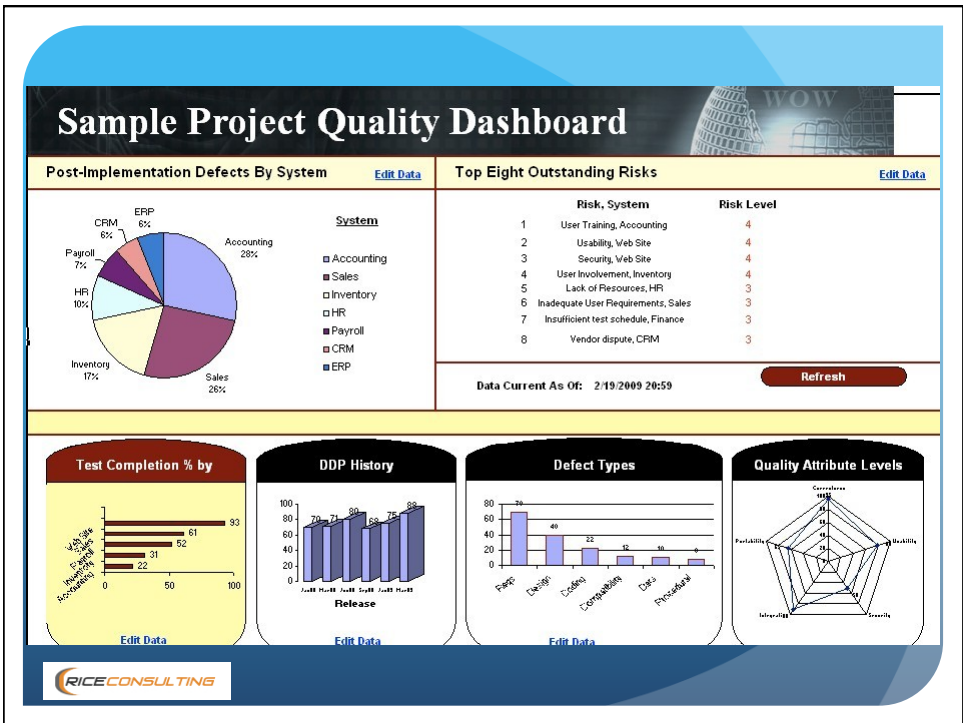 WOW
Sample Project Quality Dashboard
Post-Implementation Defects By System
Edit Data
Top Eight Outstanding Risks
Edit Data
ERP
6%
CRM
6%
Payroll
7%
HR
10%
Inventory
17%
Sales
26%
Accounting
28%
System
Accounting
Sales
Inventory
HR
Payroll
CRM
ERP
Risk, System Risk Level
1 User Training, Accounting 4
2 Usability, Web Site 4
3 Security, Web Site 4
4 User Involvement, Inventory 4
5 Lack of Resources, HR 3
6 Inadequate User Requirements, Sales 3
7 Insufficient test schedule, Finance 3
8 Vendor dispute, CRM 3
Data Current As Of: 2/19/2009 20:59
Refresh
Test Completion % by
Web Site
Sales
Payroll
Inventory
Accounting
93
61
52
31
22
0 50 100
Edit Data
DDP History
100
80
60
40
20
0
70 71 80 68 75 88
Release
Edit Data
Defect Types
80
60
40
20
0
70 40 22 12 10
Reqs Design Coding Compatibility Data Procedural
Edit Data
Quality Attribute Levels
Correctness
Usability
Security
Integration
Portability
RICECONSULTING